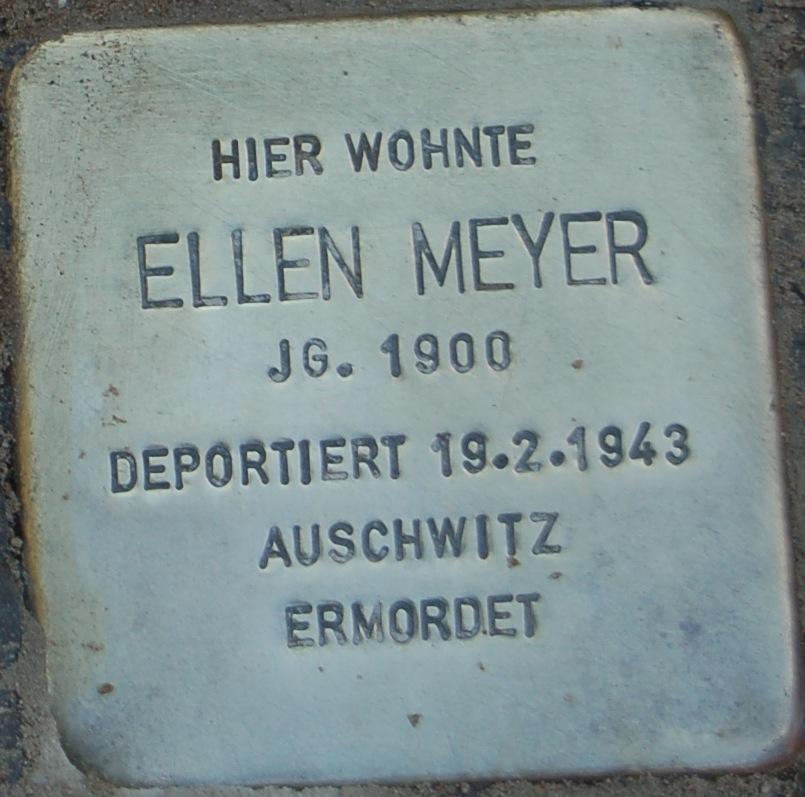 HIER WOHNTE
ELLEN MEYER
JG. 1900
DEPORTIERT 19.2.1943
AUSCHWITZ
ERMORDET